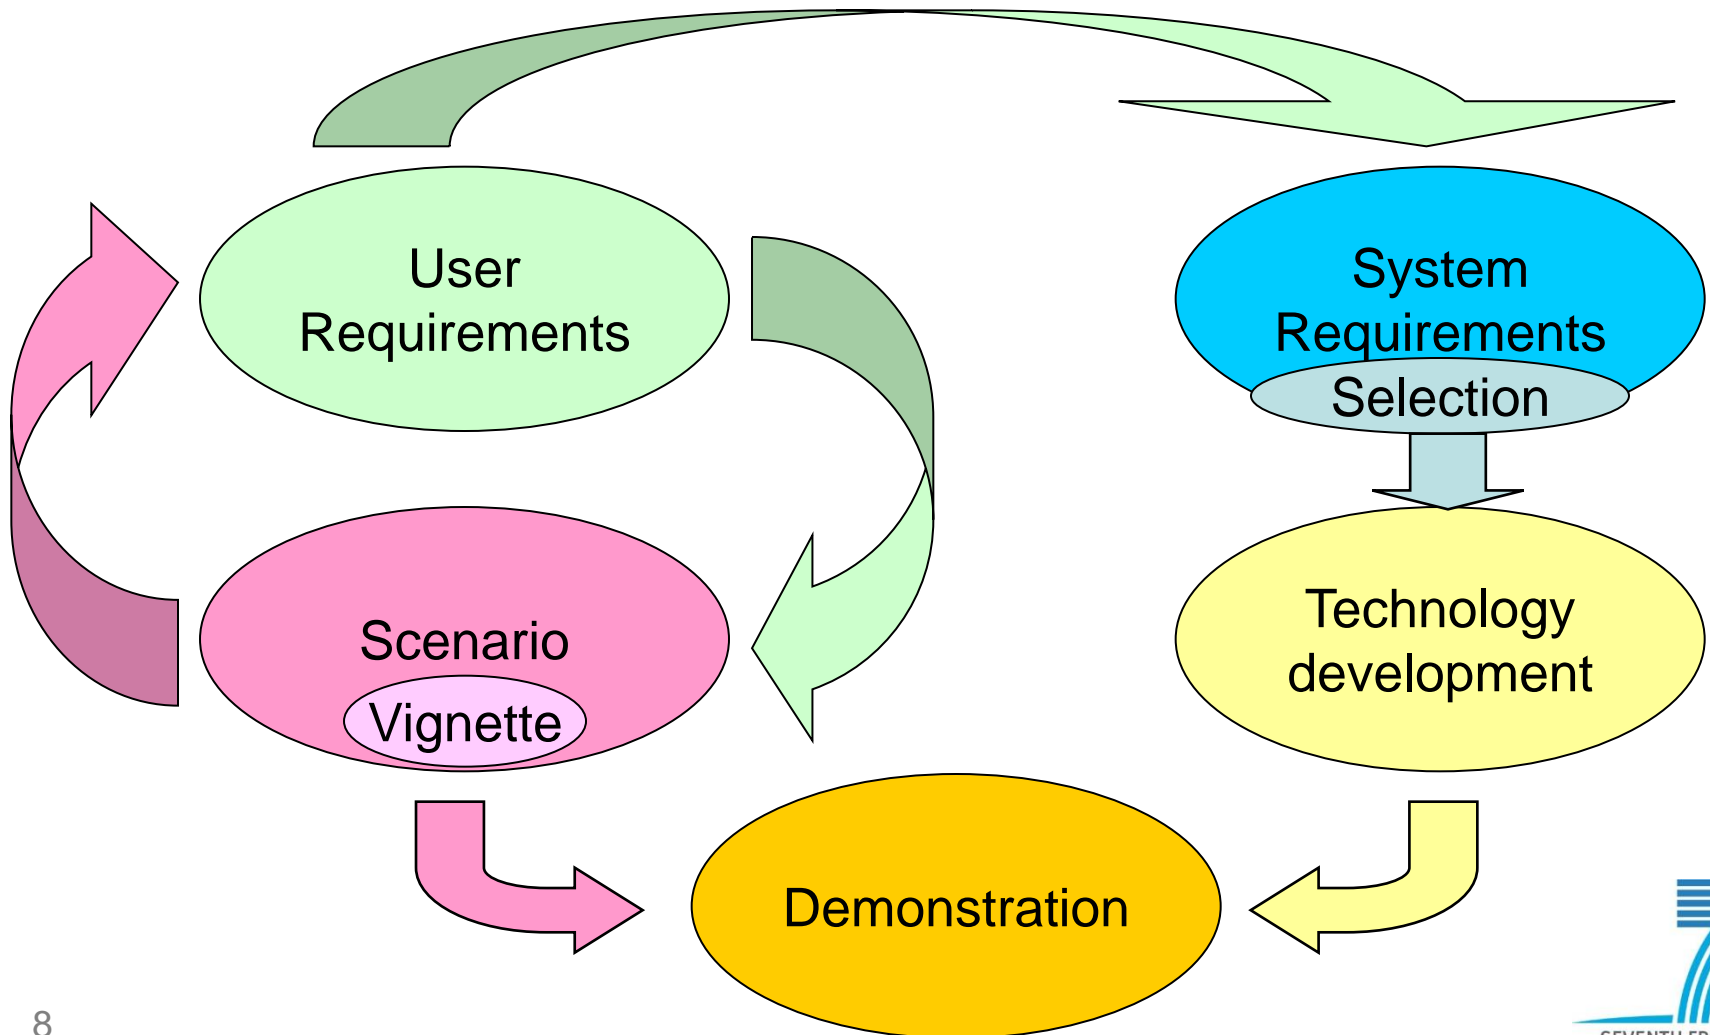 User
Requirements
System
Requirements
Selection
Scenario
Vignette
Technology
development
Demonstration
8